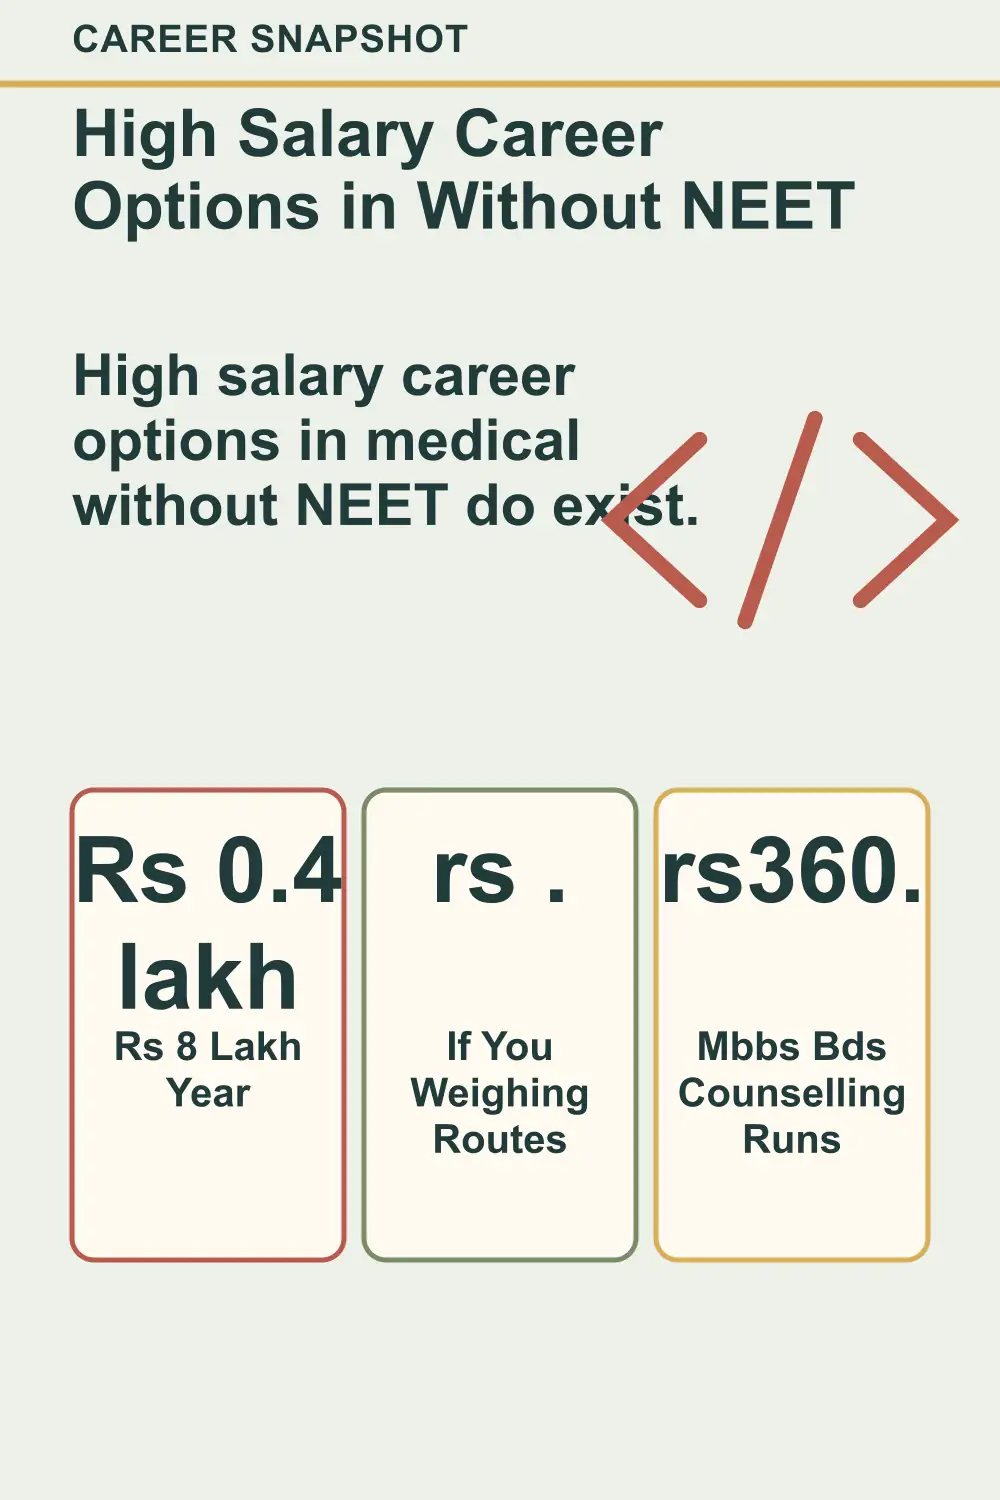 CAREER SNAPSHOT
High Salary Career
Options in Without NEET
High salary career
options in medical
without NEET do exist.
Rs 0.4
lakh
Rs 8 Lakh
Year
rs .
If You
Weighing
Routes
rs360.
Mbbs Bds
Counselling
Runs